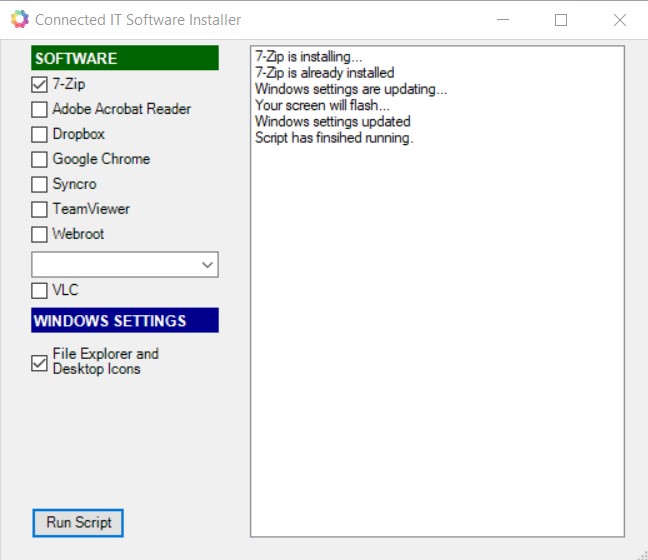 Connected IT Software Installer
SOFTWARE
7-Zip
Adobe Acrobat Reader
Dropbox
Google Chrome
Syncro
TeamViewer
Webroot
VLC
WINDOWS SETTINGS
File Explorer and
Desktop Icons
Run Script
7-Zip is installing...
7-Zip is already installed
Windows settings are updating...
Your screen will flash...
Windows settings updated
Script has finsihed running.